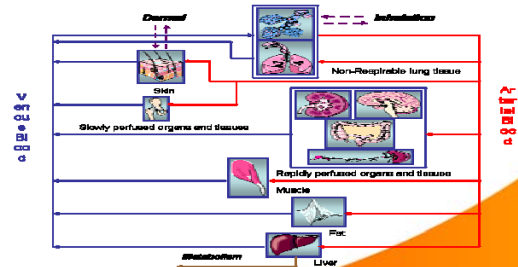 Dermal
Inhalation
Non-Respirable lung tissue
Skin
Slowly perfused organs and tissues
Venous Blood
Arterial Blood
Rapidly perfused organs and tissues
Muscle
Fat
Liver
Metabolism